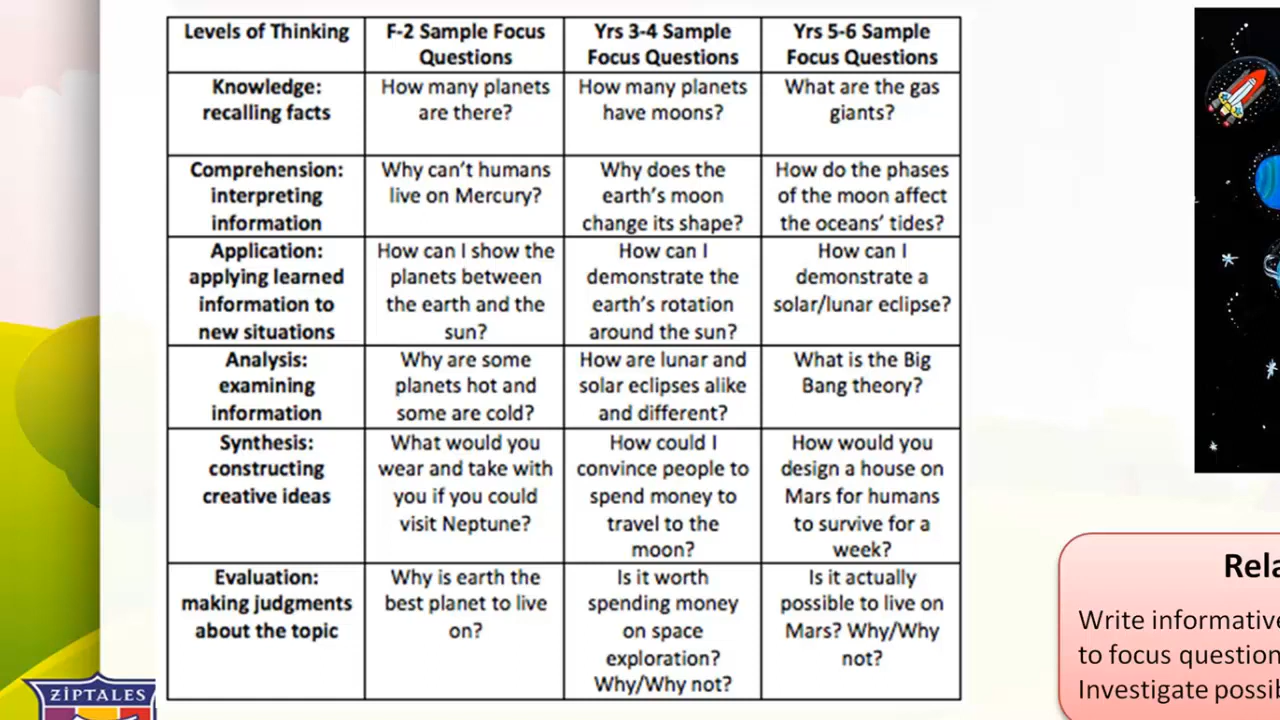 Levels of Thinking
F-2 Sample Focus
Questions
Yrs 3-4 Sample
Focus Questions
Yrs 5-6 Sample
Focus Questions
Knowledge:
recalling facts
How many planets
are there?
How many planets
have moons?
What are the gas
giants?
Comprehension:
interpreting
information
Why can't humans
live on Mercury?
Why does the
earth's moon
change its shape?
How do the phases
of the moon affect
the oceans' tides?
Application:
applying learned
information to
new situations
How can I show the
planets between
the earth and the
sun?
How can I
demonstrate the
earth's rotation
around the sun?
How can I
demonstrate a
solar/lunar eclipse?
Analysis:
examining
information
Why are some
planets hot and
some are cold?
How are lunar and
solar eclipses alike
and different?
What is the Big
Bang theory?
Synthesis:
constructing
creative ideas
What would you
wear and take with
you if you could
visit Neptune?
How could I
convince people to
spend money to
travel to the
moon?
How would you
design a house on
Mars for humans
to survive for a
week?
Evaluation:
making judgments
about the topic
Why is earth the
best planet to live
on?
Is it worth
spending money
on space
exploration?
Why/Why not?
Is it actually
possible to live on
Mars? Why/Why
not?
Rela
Write informative
to focus question
Investigate possib
ZIPTALES